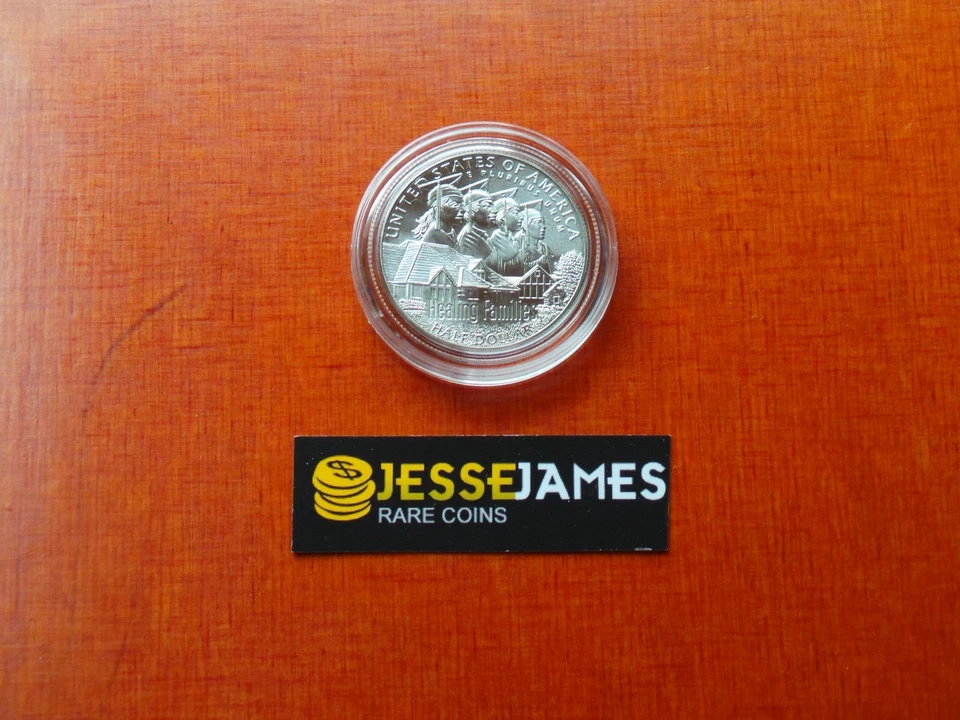 UNITED STATES OF AMERICA
E PLURIBUS UNUM
Healing Families
HALF DOLLAR
$
JESSEJAMES
RARE COINS